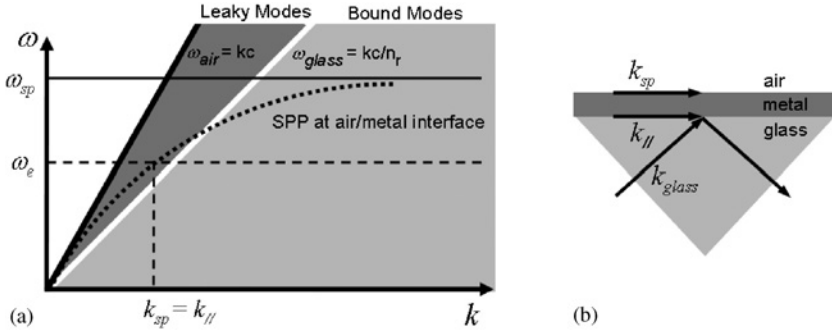 Leaky Modes
Bound Modes
ω
ω_air = kc
ω_glass = kc/n_r
ω_sp
SPP at air/metal interface
ω_e
k_sp = k_//
k
(a)
k_sp
air
metal
k_//
glass
k_glass
(b)